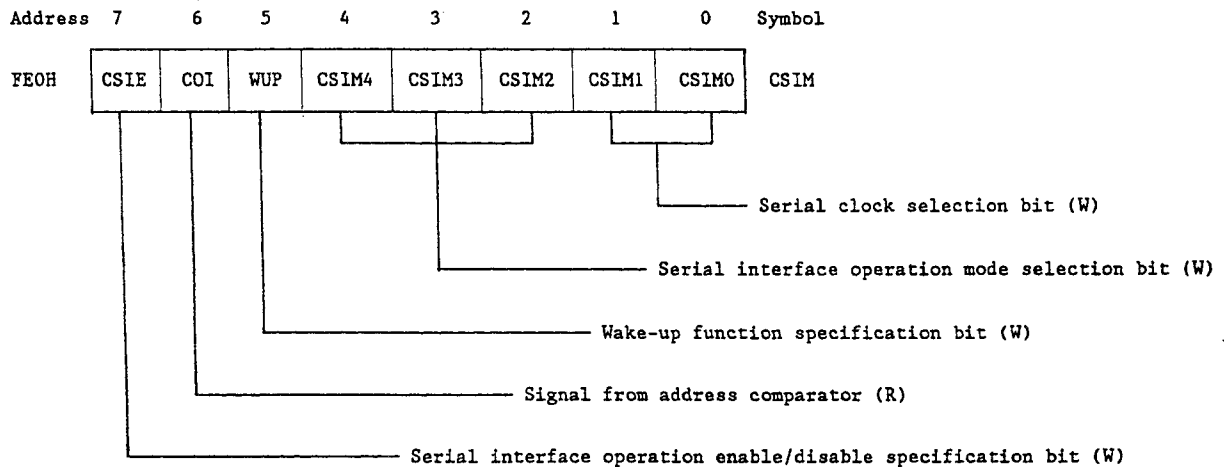 Address 7 6 5 4 3 2 1 0 Symbol
FE0H CSIE COI WUP CSIM4 CSIM3 CSIM2 CSIM1 CSIM0 CSIM
Serial clock selection bit (W)
Serial interface operation mode selection bit (W)
Wake-up function specification bit (W)
Signal from address comparator (R)
Serial interface operation enable/disable specification bit (W)